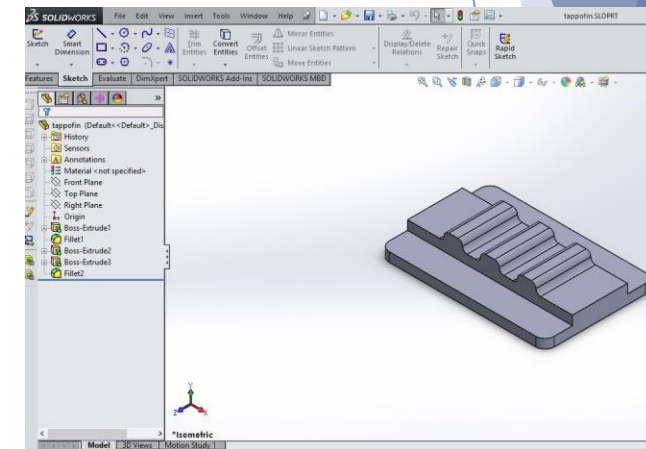 SOLIDWORKS File Edit View Insert Tools Window Help tappofin.SLDPRT
Sketch Smart Dimension Trim Entities Convert Entities Offset Entities Mirror Entities Linear Sketch Pattern Move Entities Display/Delete Relations Repair Sketch Quick Snaps Rapid Sketch
Features Sketch Evaluate DimXpert SOLIDWORKS Add-Ins SOLIDWORKS MBD
tappofin (Default<<Default>_Dis
History
Sensors
Annotations
Material <not specified>
Front Plane
Top Plane
Right Plane
Origin
Boss-Extrude1
Fillet1
Boss-Extrude2
Boss-Extrude3
Fillet2
Y
Z X
*Isometric
Model 3D Views Motion Study 1